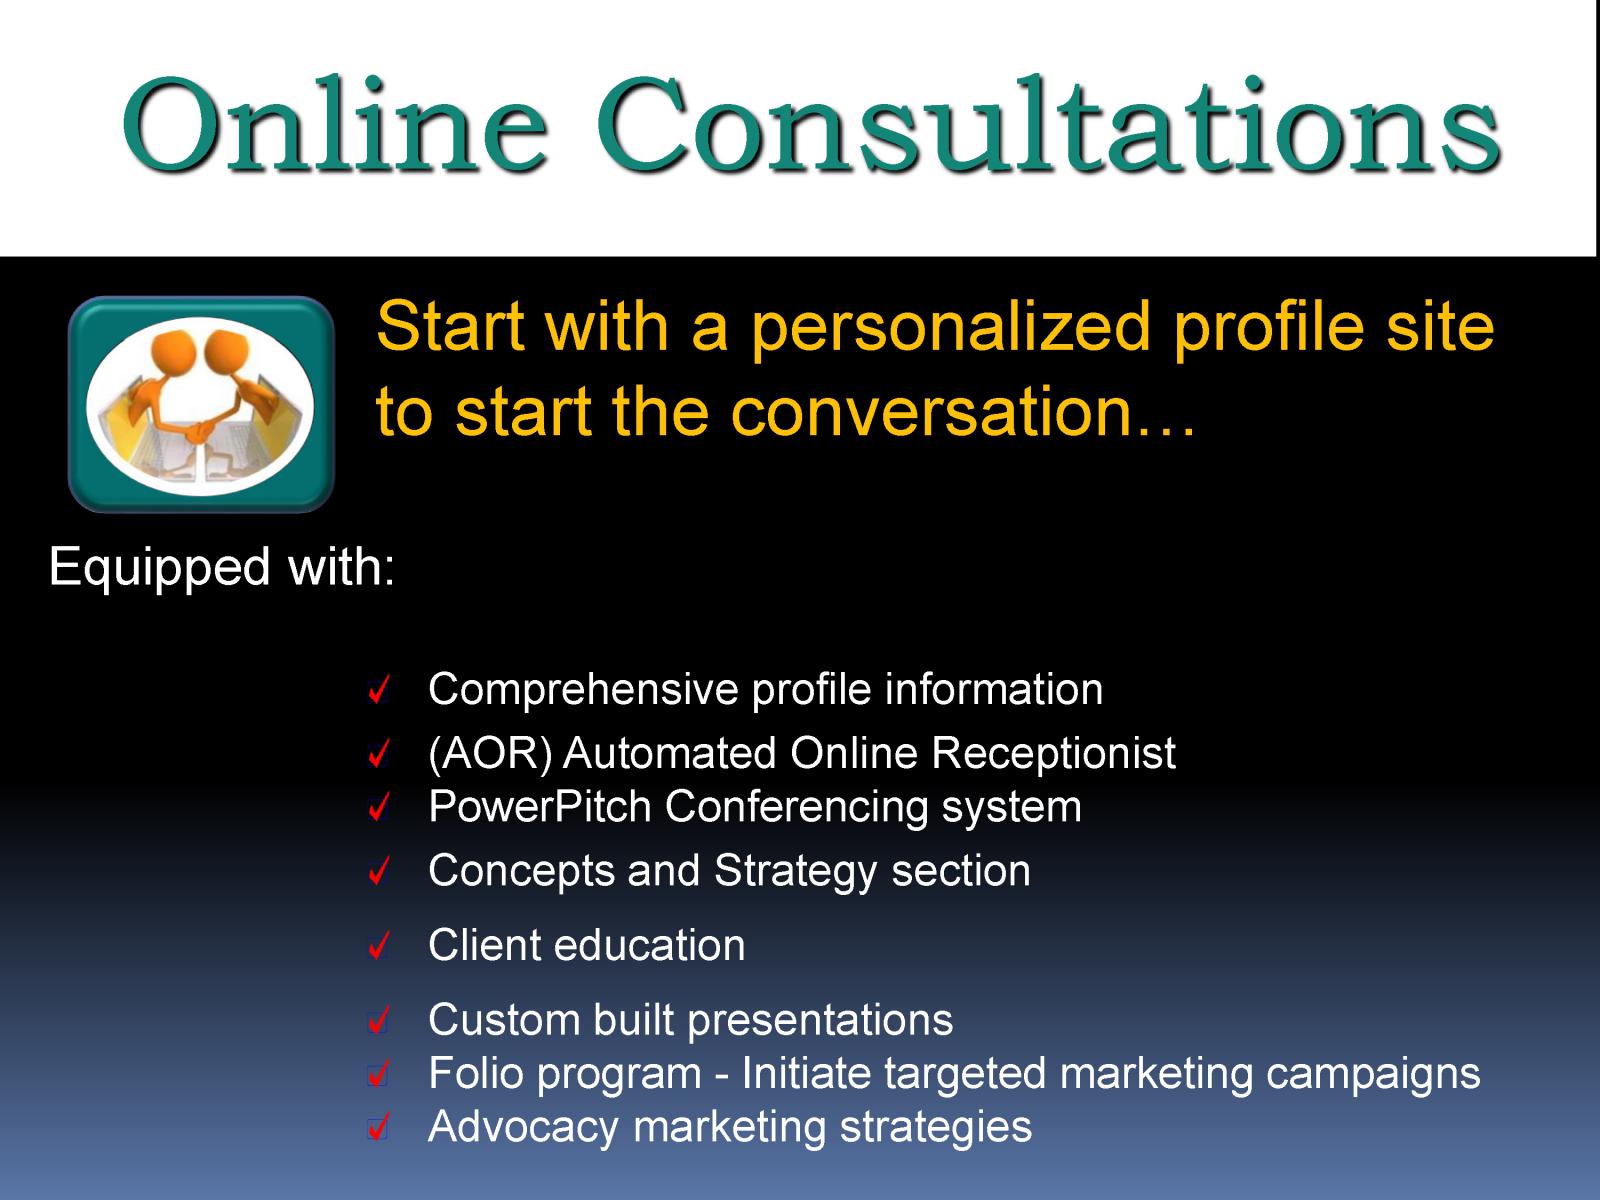 Online Consultations
Start with a personalized profile site
to start the conversation…
Equipped with:
Comprehensive profile information
(AOR) Automated Online Receptionist
PowerPitch Conferencing system
Concepts and Strategy section
Client education
Custom built presentations
Folio program - Initiate targeted marketing campaigns
Advocacy marketing strategies